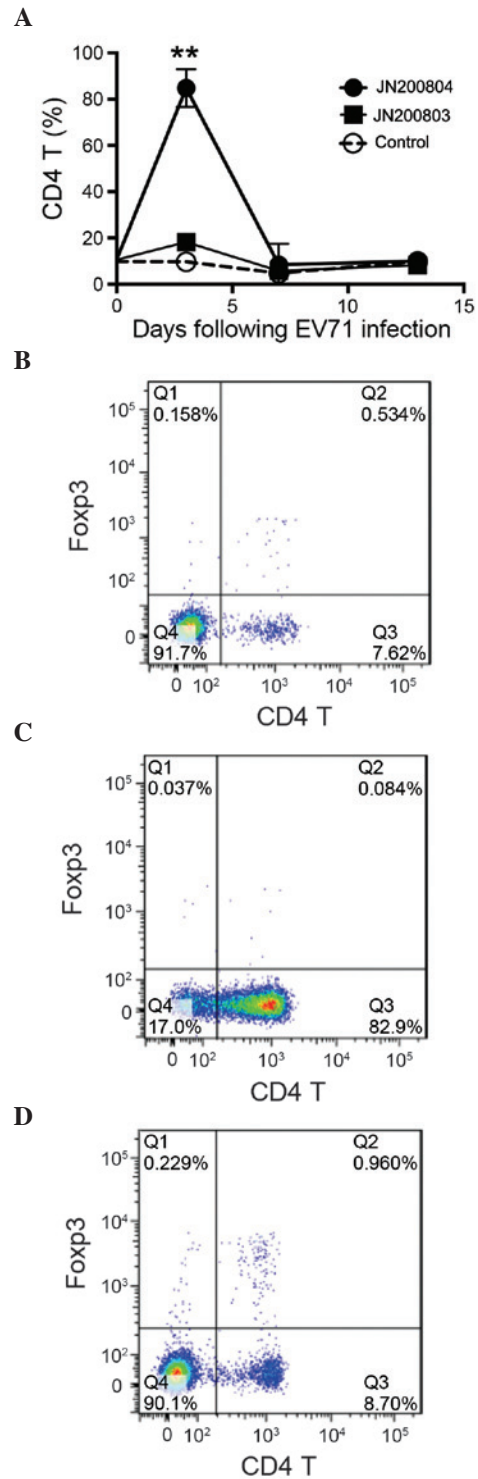 A
**
100
80
60
40
20
0
CD4 T (%)
JN200804
JN200803
Control
0 5 10 15
Days following EV71 infection
B
Q1
0.158%
Q2
0.534%
10⁵
10⁴
10³
10²
0
Foxp3
Q4
91.7%
Q3
7.62%
0 10² 10³ 10⁴ 10⁵
CD4 T
C
Q1
0.037%
Q2
0.084%
10⁵
10⁴
10³
10²
0
Foxp3
Q4
17.0%
Q3
82.9%
0 10² 10³ 10⁴ 10⁵
CD4 T
D
Q1
0.229%
Q2
0.960%
10⁵
10⁴
10³
10²
0
Foxp3
Q4
90.1%
Q3
8.70%
0 10² 10³ 10⁴ 10⁵
CD4 T